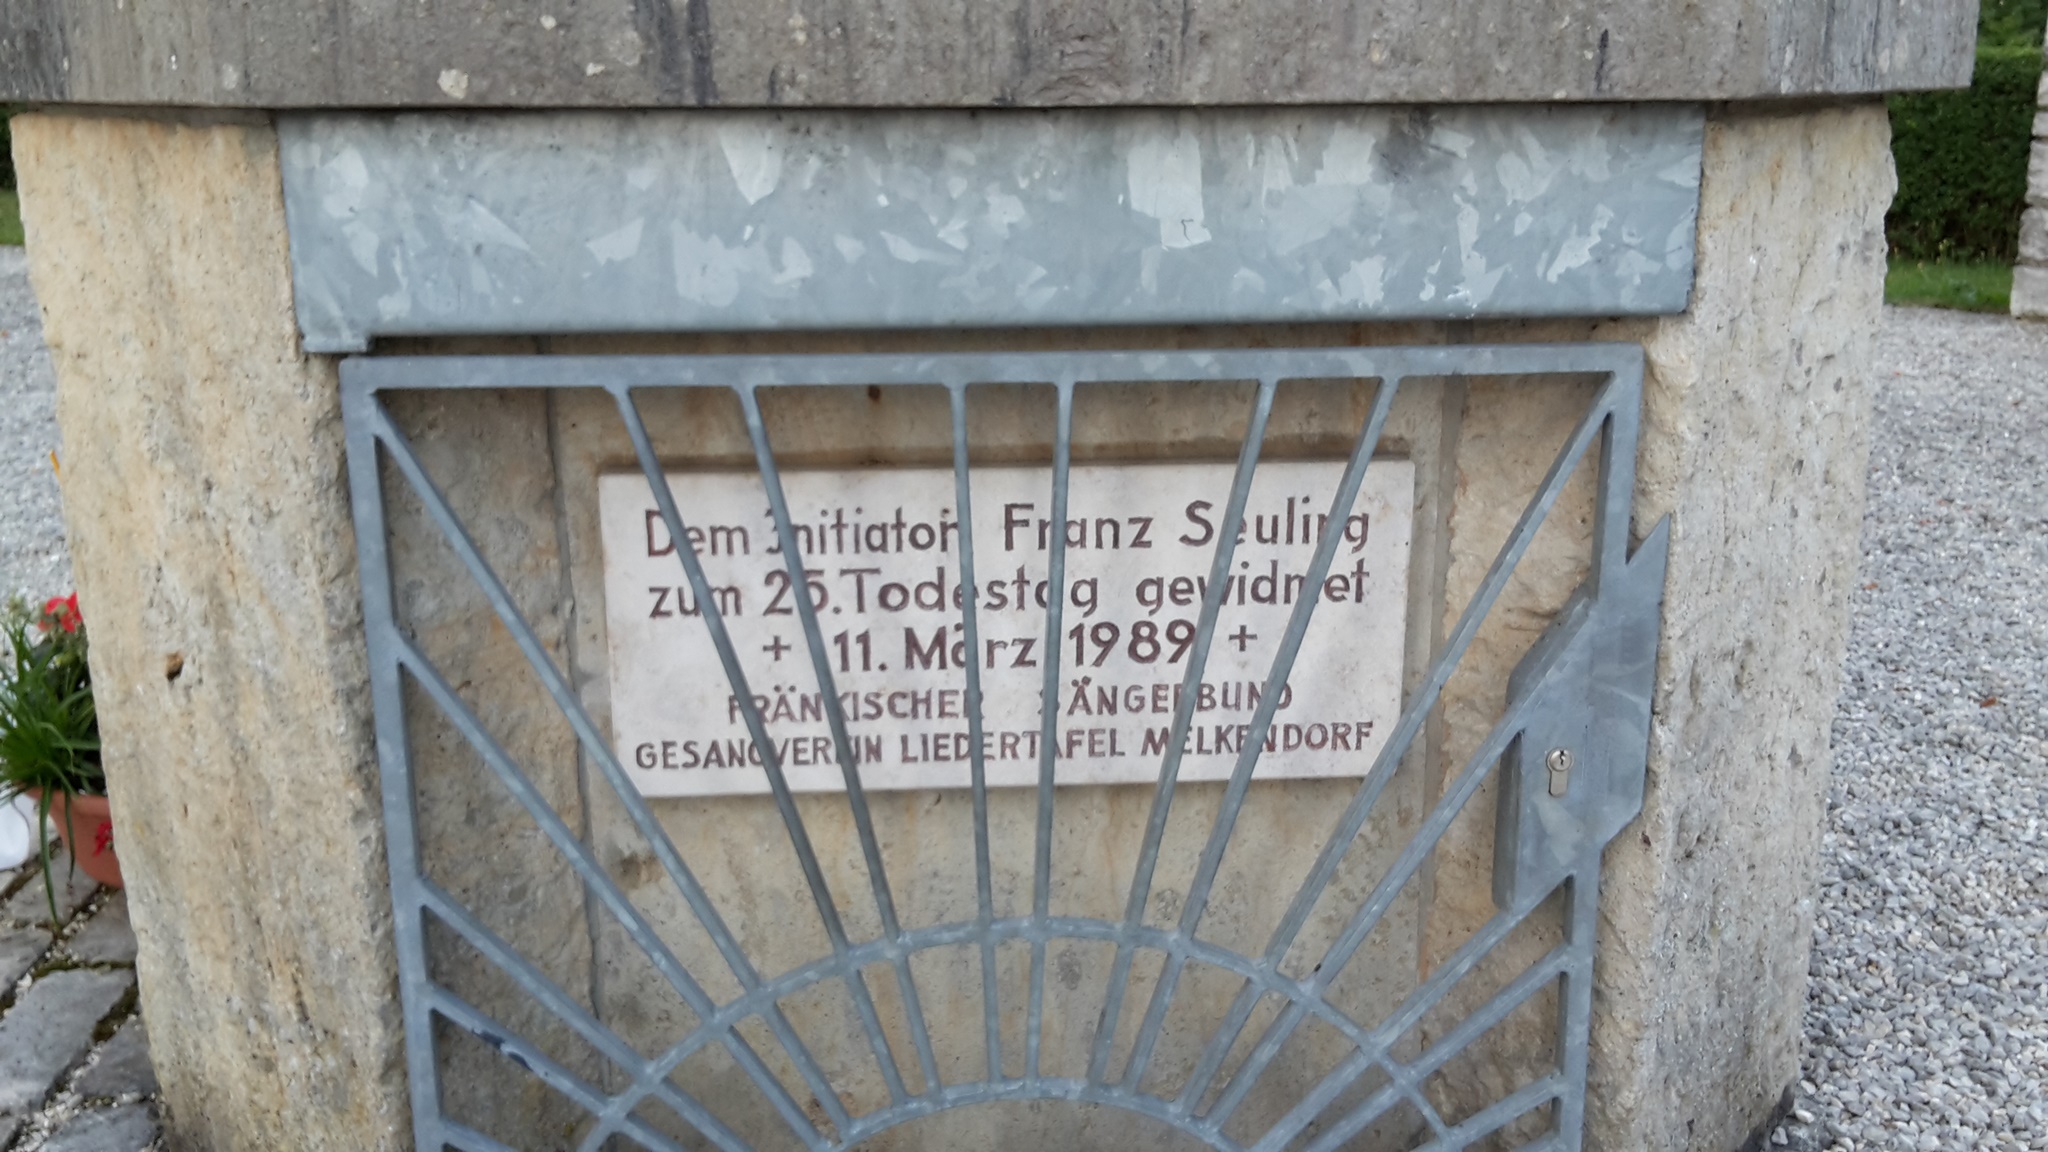 Dem Initiator Franz Seuling
zum 25. Todestag gewidmet
+ 11. März 1989 +
FRÄNKISCHER SÄNGERBUND
GESANGVEREIN LIEDERTAFEL MELKENDORF